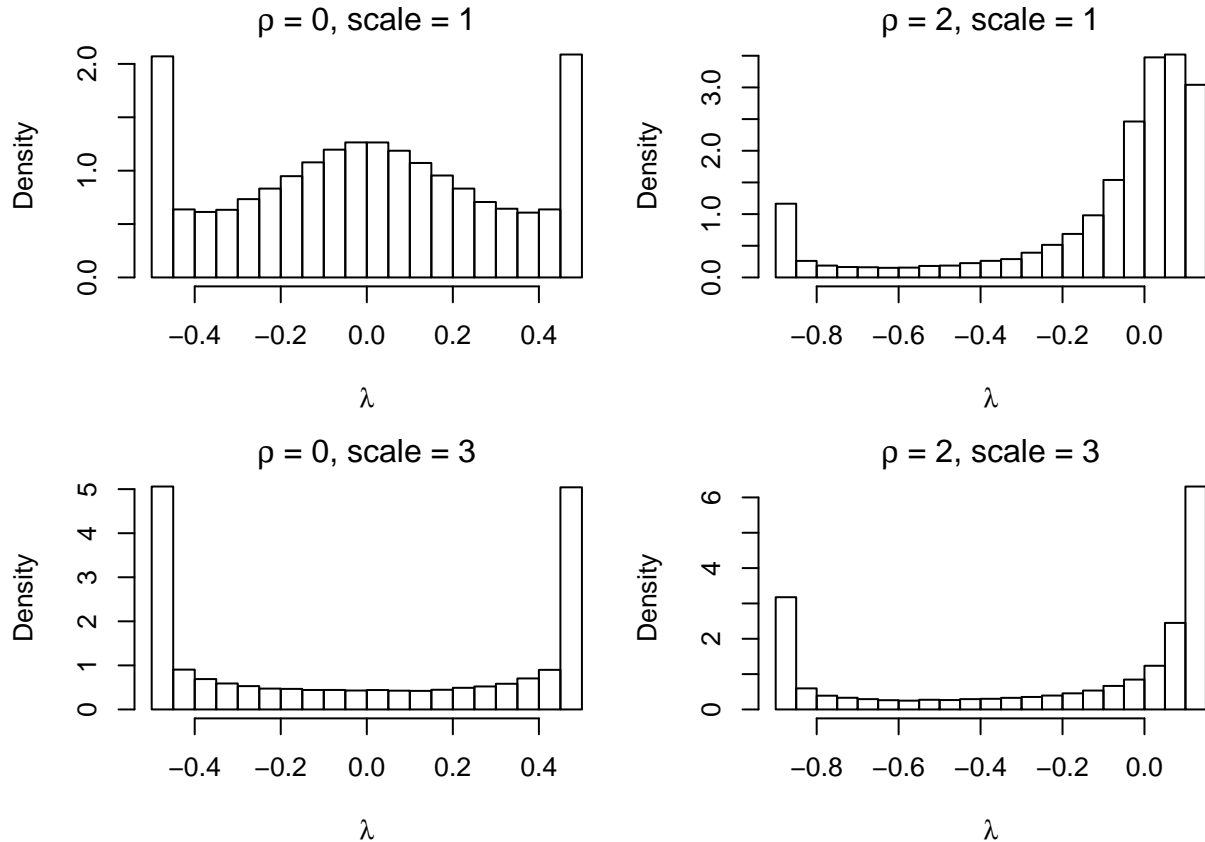 ρ = 0, scale = 1
Density
0.0 1.0 2.0
−0.4 −0.2 0.0 0.2 0.4
λ
ρ = 2, scale = 1
Density
0.0 1.0 2.0 3.0
−0.8 −0.6 −0.4 −0.2 0.0
λ
ρ = 0, scale = 3
Density
0 1 2 3 4 5
−0.4 −0.2 0.0 0.2 0.4
λ
ρ = 2, scale = 3
Density
0 2 4 6
−0.8 −0.6 −0.4 −0.2 0.0
λ